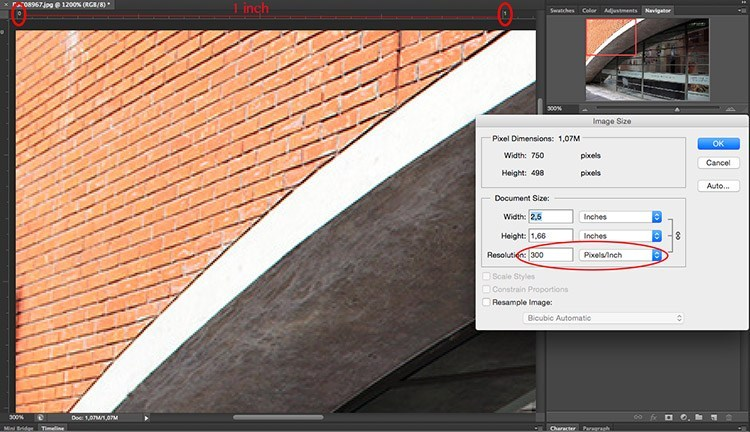 1 inch
08967.jpg @ 1200% (RGB/8) *
0
1
Swatches Color Adjustments Navigator
300%
Image Size
Pixel Dimensions: 1,07M
Width: 750 pixels
Height: 498 pixels
OK
Cancel
Auto...
Document Size:
Width: 2,5 Inches
Height: 1,66 Inches
Resolution: 300 Pixels/Inch
Scale Styles
Constrain Proportions
Resample Image:
Bicubic Automatic
300% Doc: 1,07M/1,07M
Mini Bridge Timeline
Character Paragraph